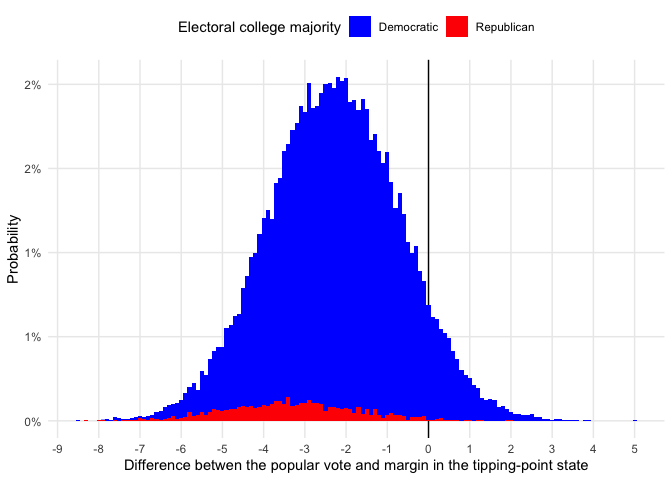 Electoral college majority Democratic Republican
2%
2%
1%
1%
0%
Probability
-9 -8 -7 -6 -5 -4 -3 -2 -1 0 1 2 3 4 5
Difference betwen the popular vote and margin in the tipping-point state